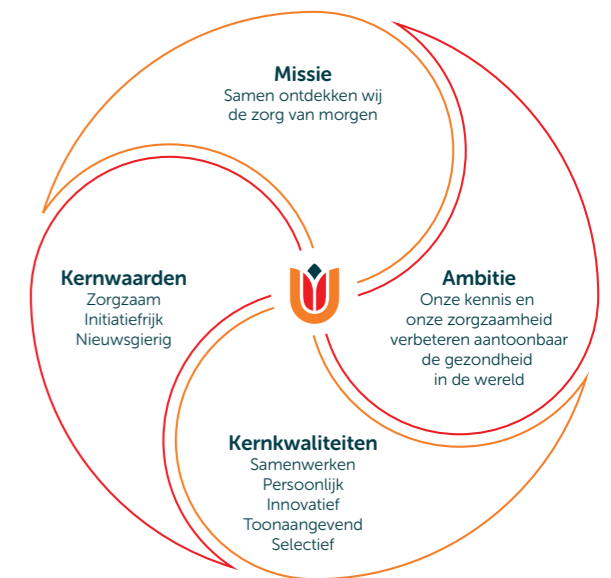 Missie
Samen ontdekken wij
de zorg van morgen
Kernwaarden
Zorgzaam
Initiatiefrijk
Nieuwsgierig
Ambitie
Onze kennis en
onze zorgzaamheid
verbeteren aantoonbaar
de gezondheid
in de wereld
Kernkwaliteiten
Samenwerken
Persoonlijk
Innovatief
Toonaangevend
Selectief